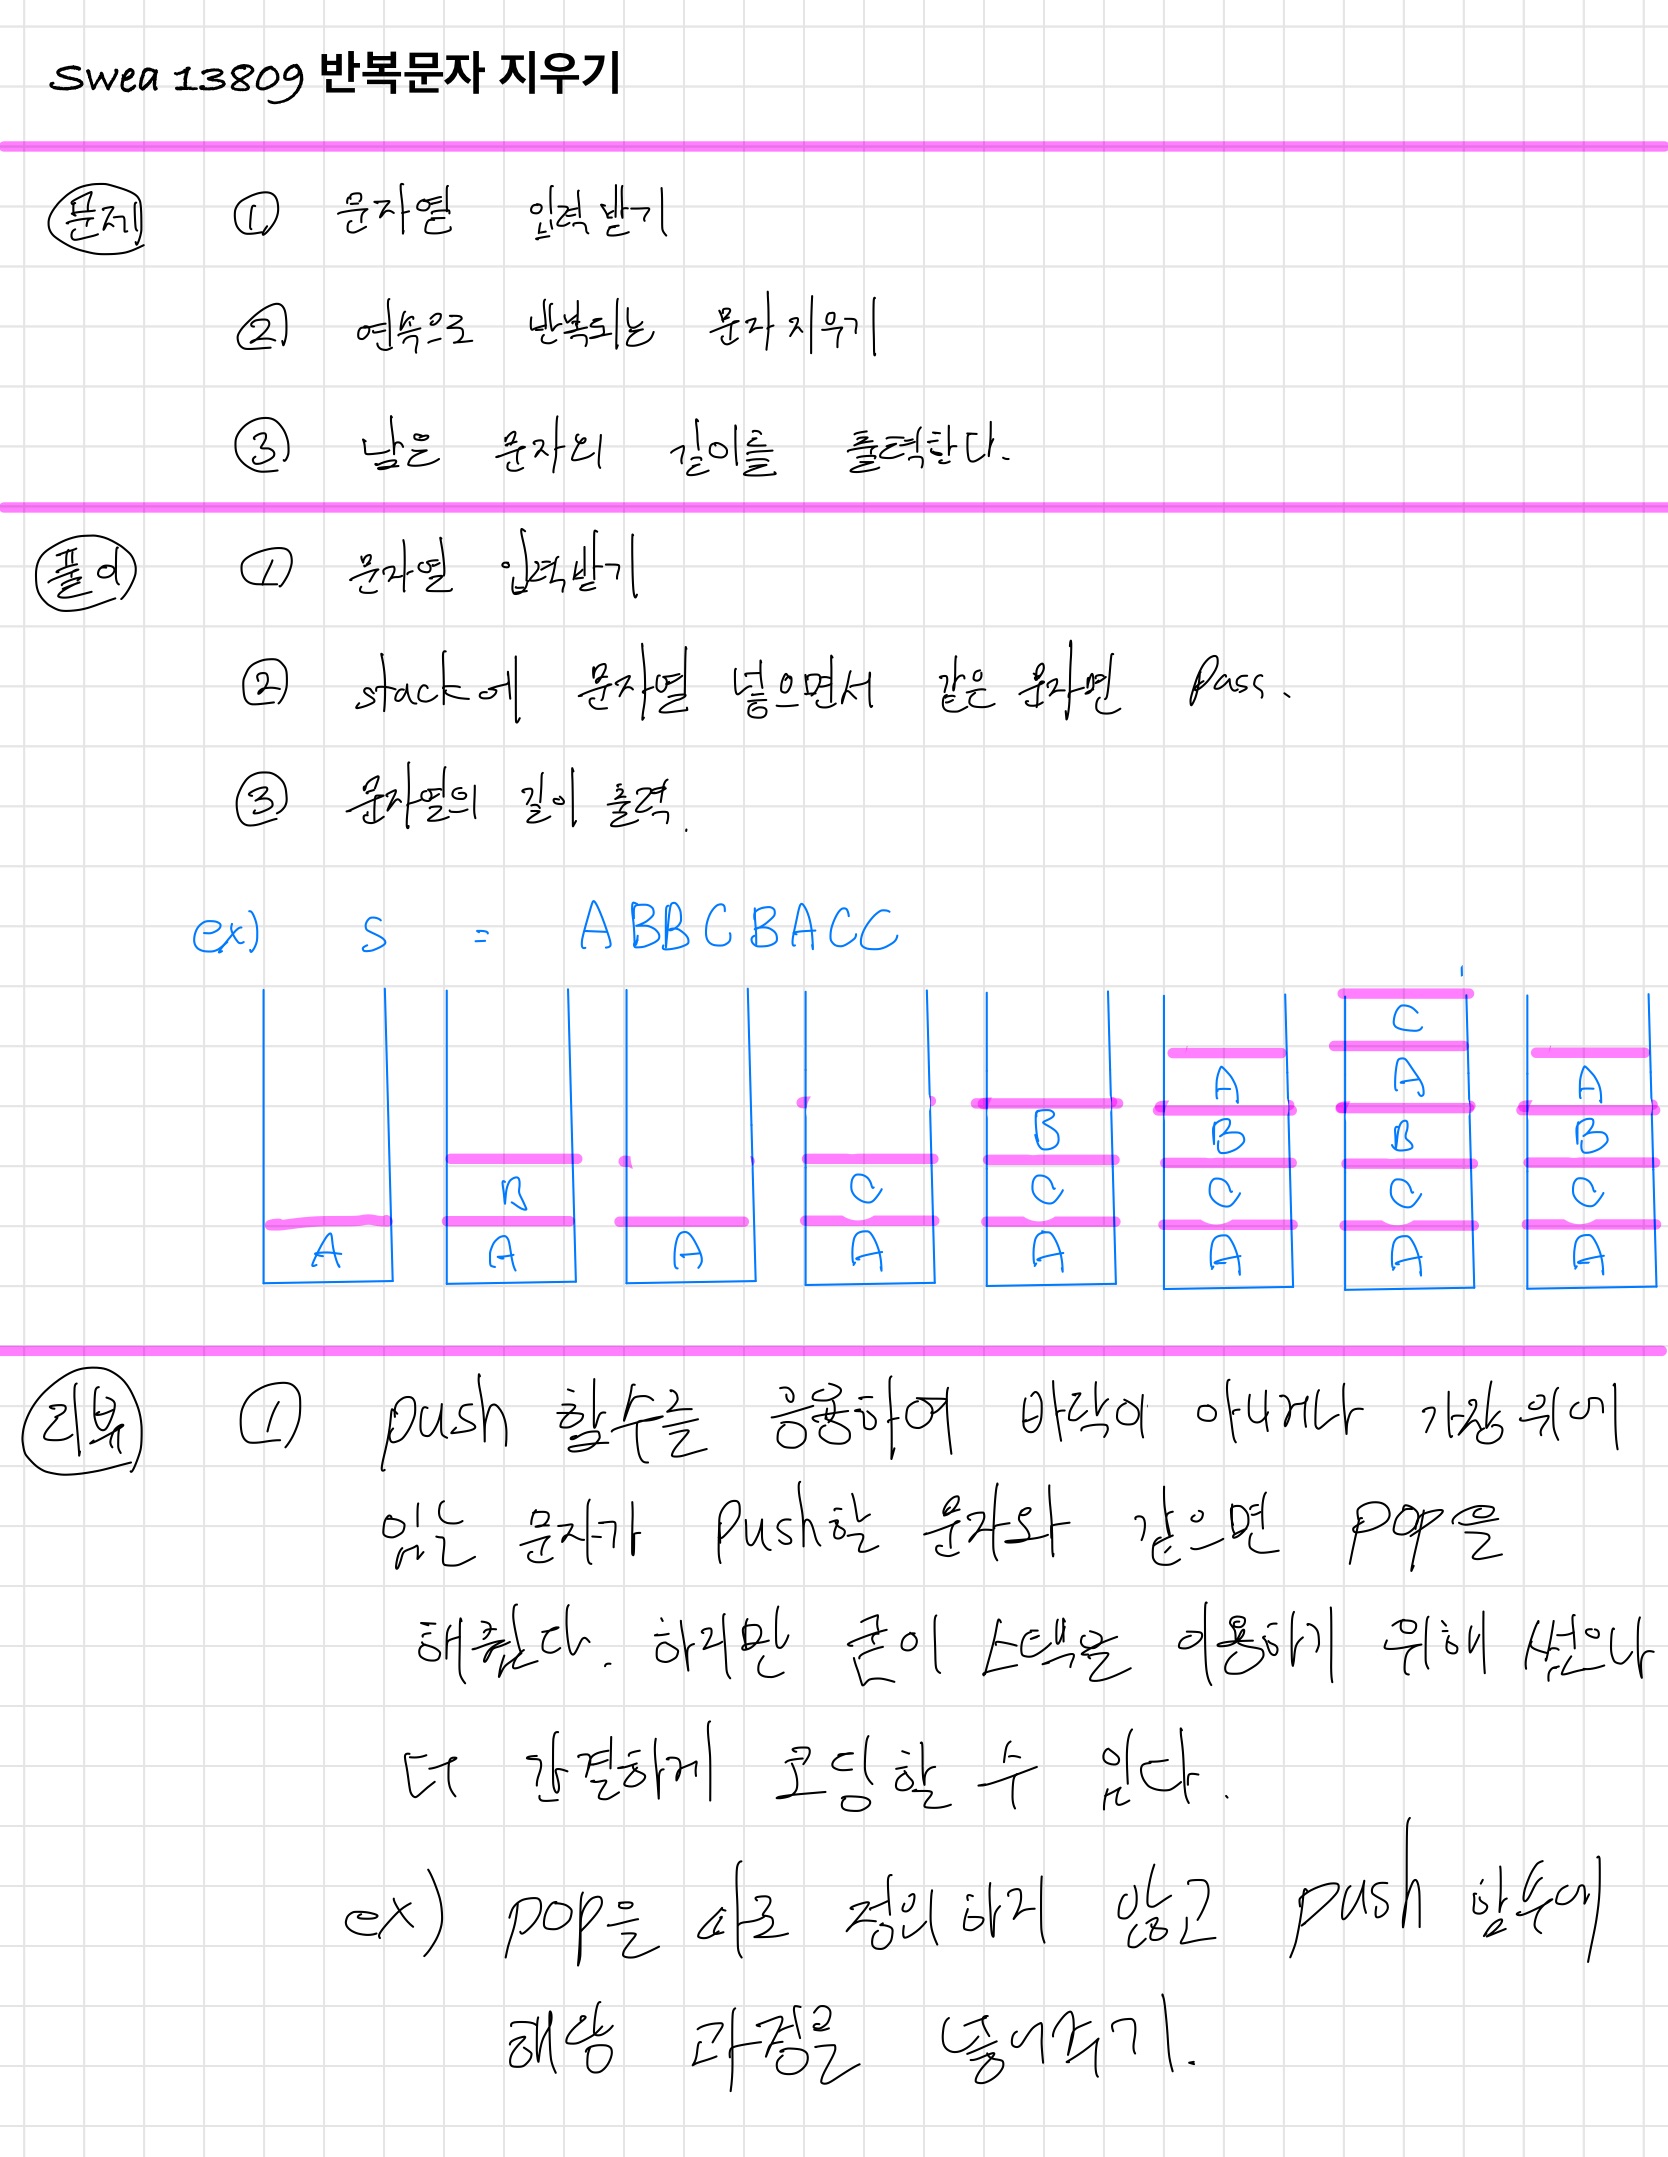 Swea 13809 반복문자 지우기
문제 ① 문자열 입력 받기
② 연속으로 반복되는 문자 지우기
③ 남은 문자의 길이를 출력한다.
풀이 ① 문자열 입력받기
② stack에 문자열 넣으면서 같은 문자면 Pass.
③ 문자열의 길이 출력.
ex) S = ABBCBACC
C
A A A
B B B B
B C C C C C
A A A A A A A A
리뷰 ① push 함수를 응용하여 바닥이 아니거나 가장 위에
있는 문자가 Push할 문자와 같으면 POP을
해줬다. 하지만 굳이 스택을 이용하기 위해 썼으나
더 간결하게 코딩할 수 있다.
ex) POP을 따로 정의하지 않고 push 함수에
해당 과정을 넣어주기.